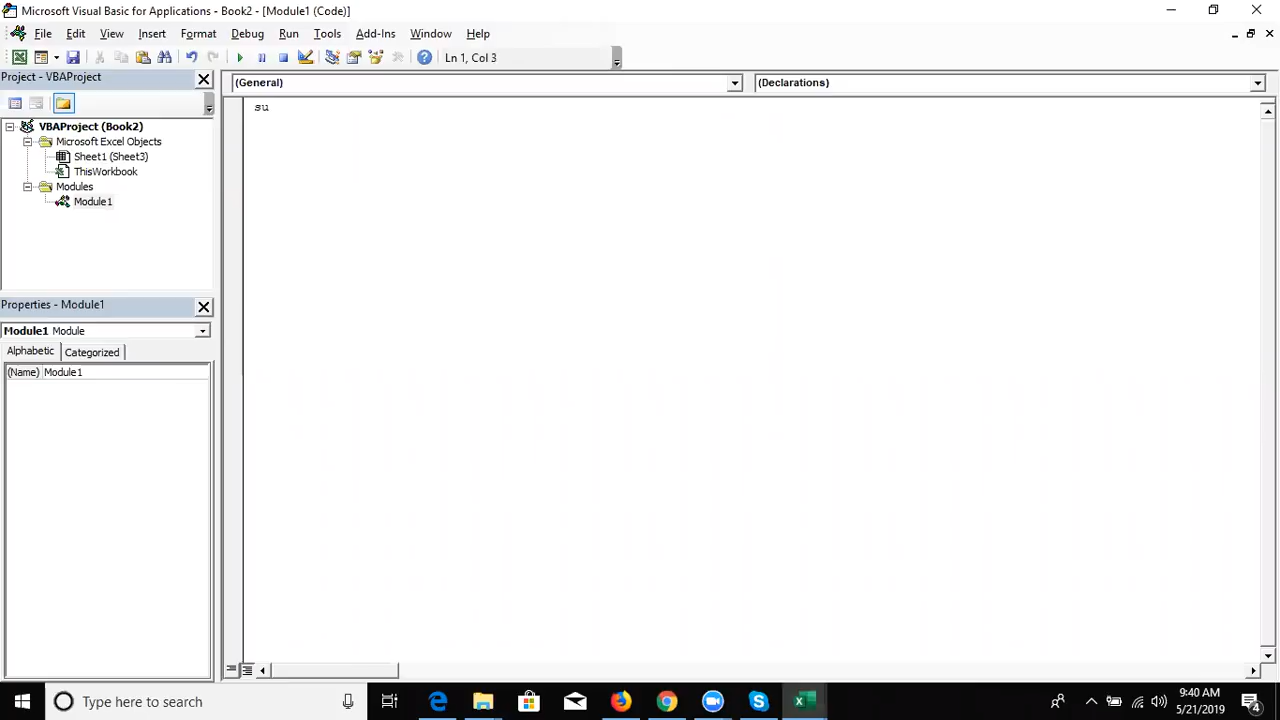 Microsoft Visual Basic for Applications - Book2 - [Module1 (Code)]
File Edit View Insert Format Debug Run Tools Add-Ins Window Help
Ln 1, Col 3
Project - VBAProject
(General)
(Declarations)
su
VBAProject (Book2)
Microsoft Excel Objects
Sheet1 (Sheet3)
ThisWorkbook
Modules
Module1
Properties - Module1
Module1 Module
Alphabetic Categorized
(Name) Module1
Type here to search
9:40 AM
5/21/2019
4